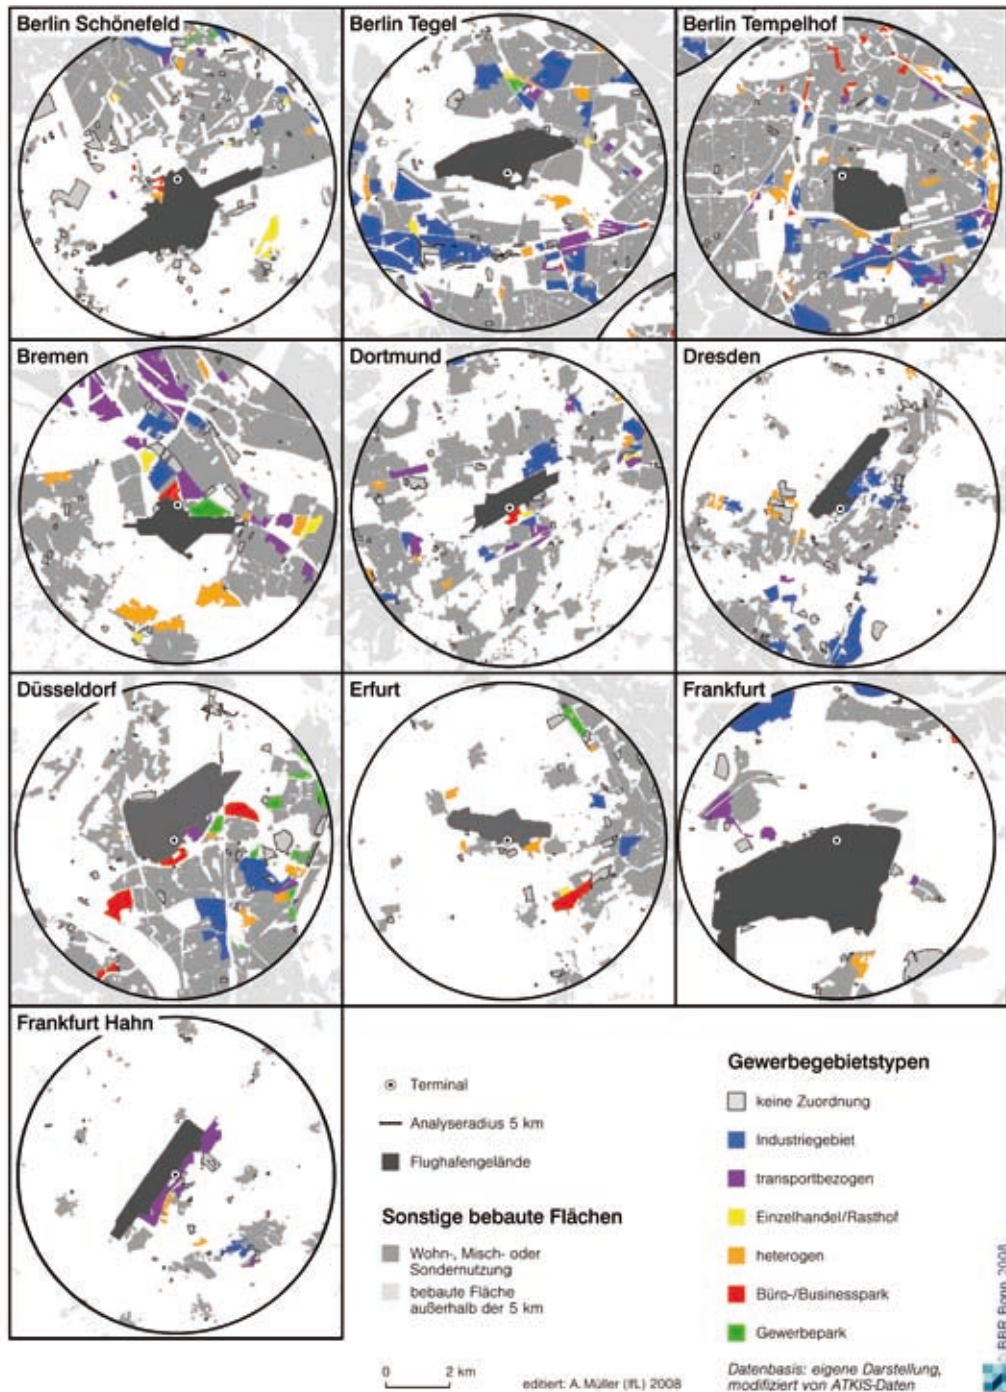 Berlin Schönefeld
Berlin Tegel
Berlin Tempelhof
Bremen
Dortmund
Dresden
Düsseldorf
Erfurt
Frankfurt
Frankfurt Hahn
Terminal
Analyseradius 5 km
Flughafengelände
Sonstige bebaute Flächen
Wohn-, Misch- oder
Sondernutzung
bebaute Fläche
außerhalb der 5 km
0 2 km
editiert: A. Müller (IfL) 2008
Gewerbegebietstypen
keine Zuordnung
Industriegebiet
transportbezogen
Einzelhandel/Rasthof
heterogen
Büro-/Businesspark
Gewerbepark
Datenbasis: eigene Darstellung,
modifiziert von ATKIS-Daten
© BBR Bonn 2008